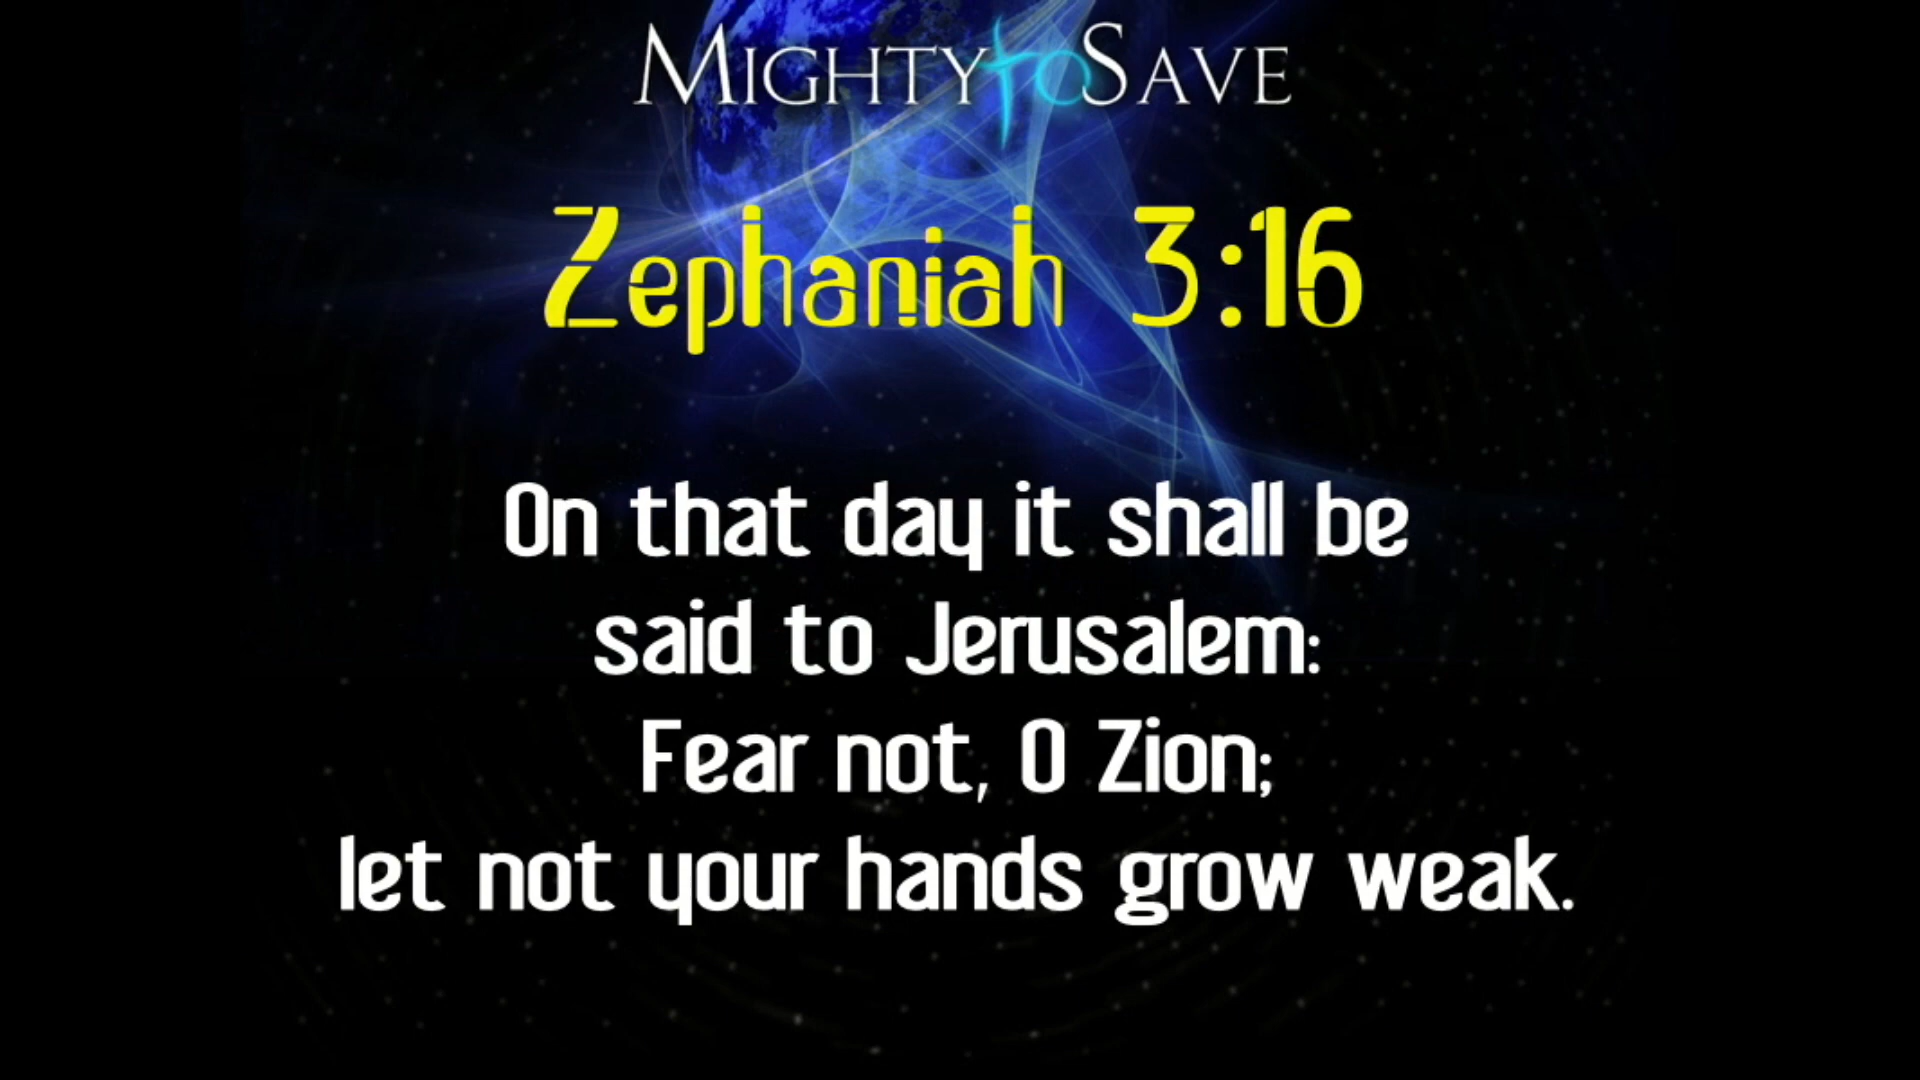 MIGHTY to SAVE
Zephaniah 3:16
On that day it shall be
said to Jerusalem:
Fear not, O Zion;
let not your hands grow weak.